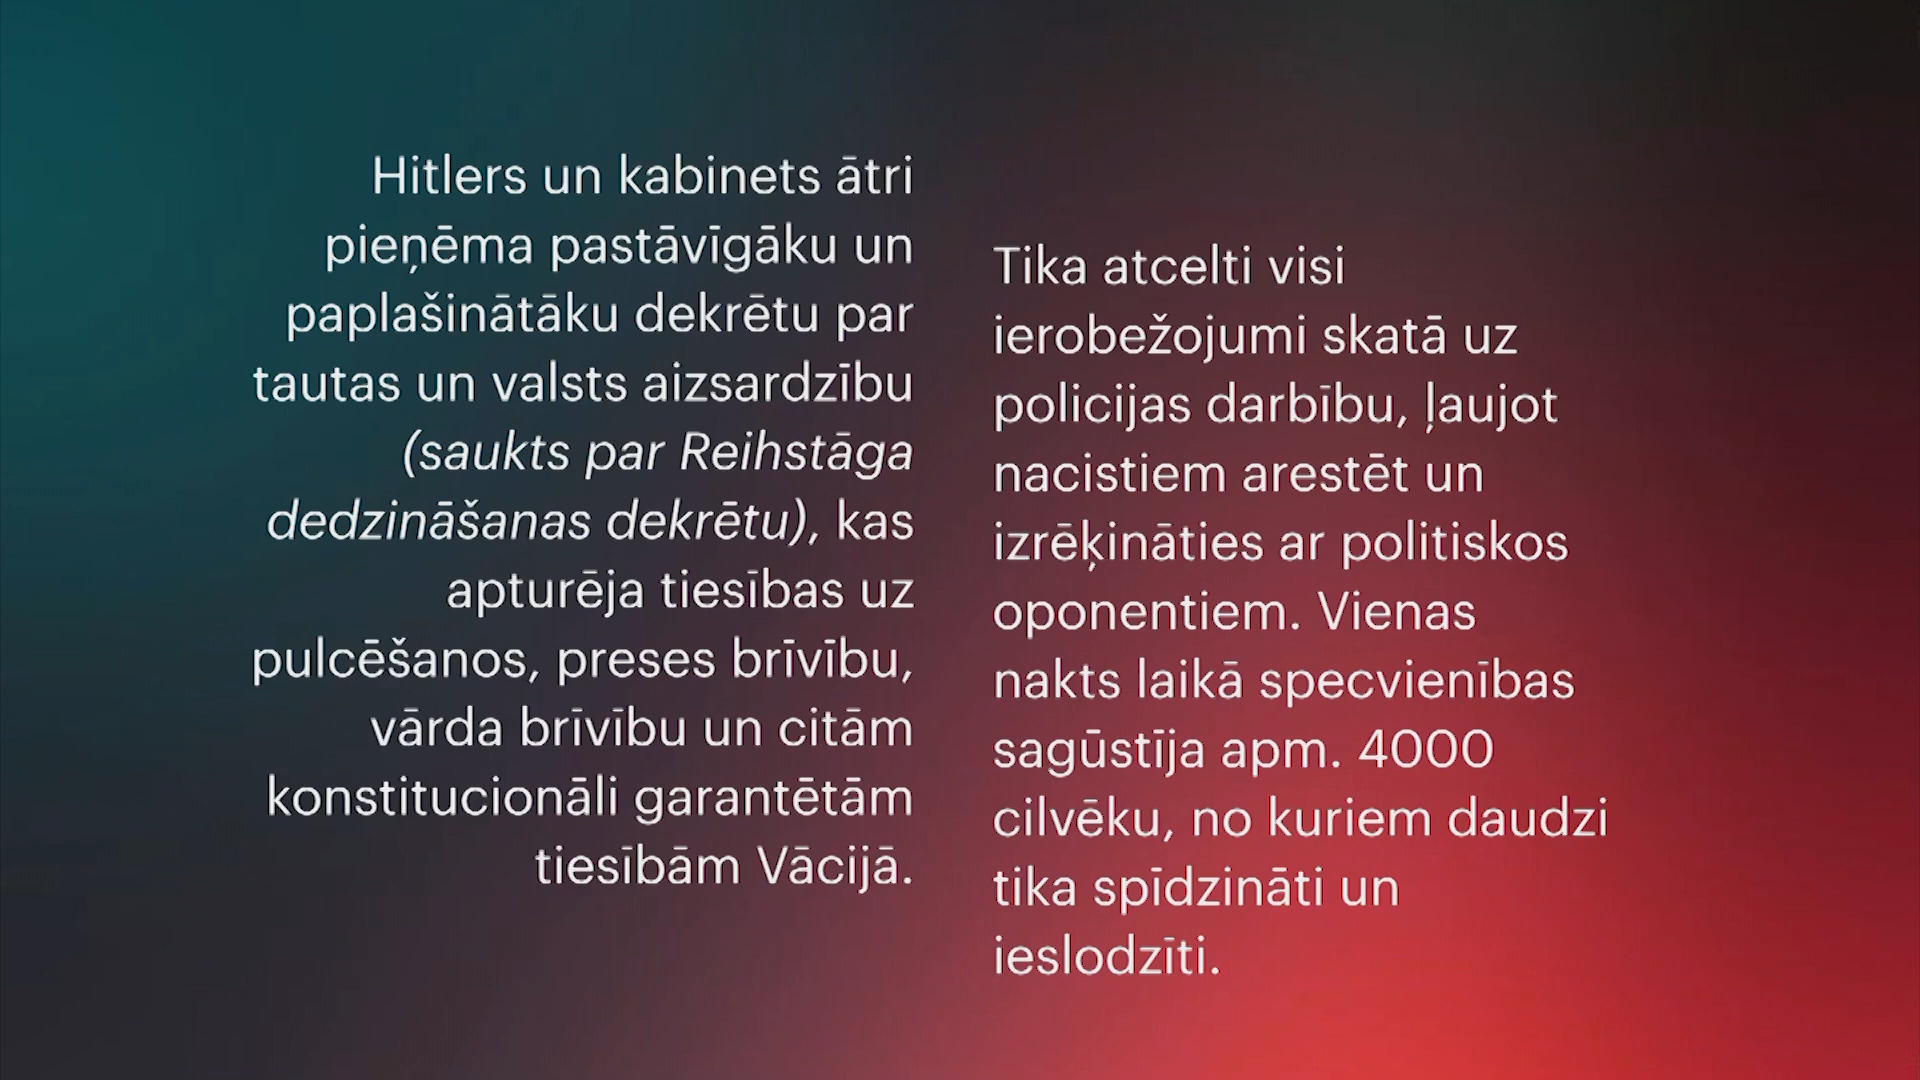 Hitlers un kabinets ātri
pieņēma pastāvīgāku un
paplašinātāku dekrētu par
tautas un valsts aizsardzību
(saukts par Reihstāga
dedzināšanas dekrētu), kas
apturēja tiesības uz
pulcēšanos, preses brīvību,
vārda brīvību un citām
konstitucionāli garantētām
tiesībām Vācijā.
Tika atcelti visi
ierobežojumi skatā uz
policijas darbību, ļaujot
nacistiem arestēt un
izrēķināties ar politiskos
oponentiem. Vienas
nakts laikā specvienības
sagūstīja apm. 4000
cilvēku, no kuriem daudzi
tika spīdzināti un
ieslodzīti.